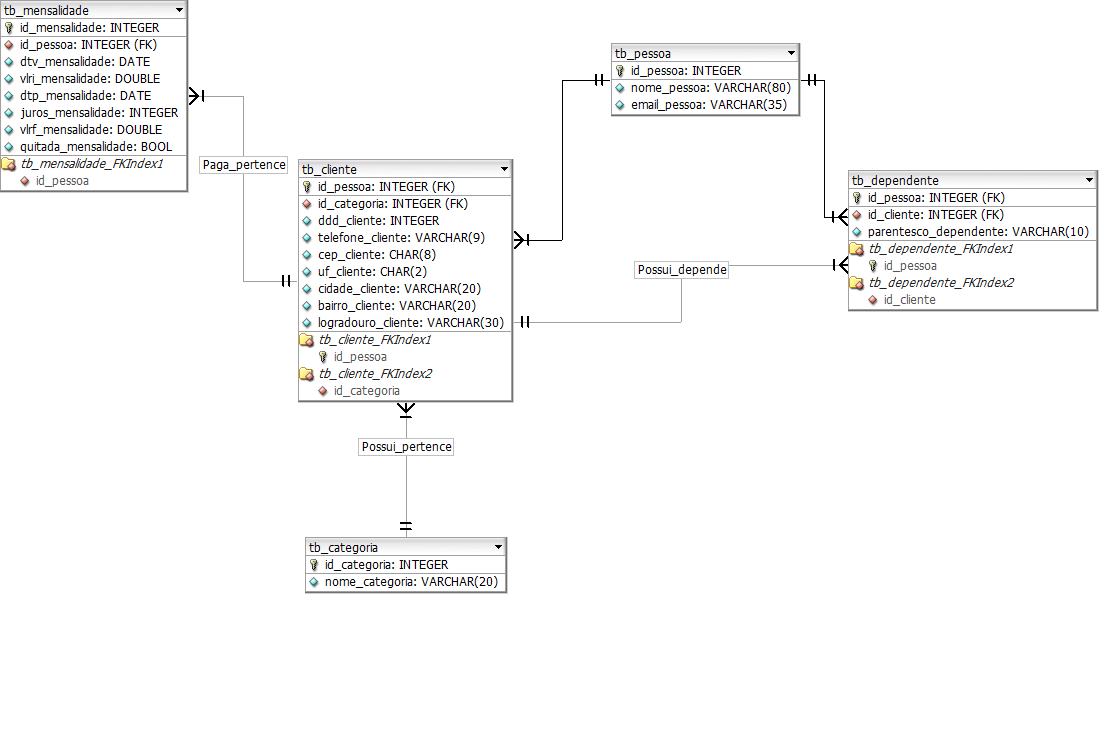 tb_mensalidade
id_mensalidade: INTEGER
id_pessoa: INTEGER (FK)
dtv_mensalidade: DATE
vlri_mensalidade: DOUBLE
dtp_mensalidade: DATE
juros_mensalidade: INTEGER
vlrf_mensalidade: DOUBLE
quitada_mensalidade: BOOL
tb_mensalidade_FKIndex1
id_pessoa
Paga_pertence
tb_cliente
id_pessoa: INTEGER (FK)
id_categoria: INTEGER (FK)
ddd_cliente: INTEGER
telefone_cliente: VARCHAR(9)
cep_cliente: CHAR(8)
uf_cliente: CHAR(2)
cidade_cliente: VARCHAR(20)
bairro_cliente: VARCHAR(20)
logradouro_cliente: VARCHAR(30)
tb_cliente_FKIndex1
id_pessoa
tb_cliente_FKIndex2
id_categoria
tb_pessoa
id_pessoa: INTEGER
nome_pessoa: VARCHAR(80)
email_pessoa: VARCHAR(35)
tb_dependente
id_pessoa: INTEGER (FK)
id_cliente: INTEGER (FK)
parentesco_dependente: VARCHAR(10)
tb_dependente_FKIndex1
id_pessoa
tb_dependente_FKIndex2
id_cliente
Possui_depende
Possui_pertence
tb_categoria
id_categoria: INTEGER
nome_categoria: VARCHAR(20)